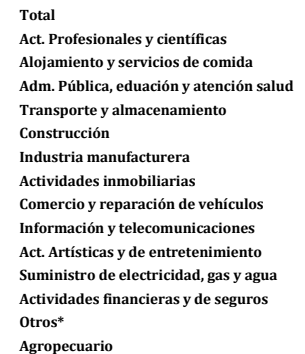 Total
Act. Profesionales y científicas
Alojamiento y servicios de comida
Adm. Pública, eduación y atención salud
Transporte y almacenamiento
Construcción
Industria manufacturera
Actividades inmobiliarias
Comercio y reparación de vehículos
Información y telecomunicaciones
Act. Artísticas y de entretenimiento
Suministro de electricidad, gas y agua
Actividades financieras y de seguros
Otros*
Agropecuario